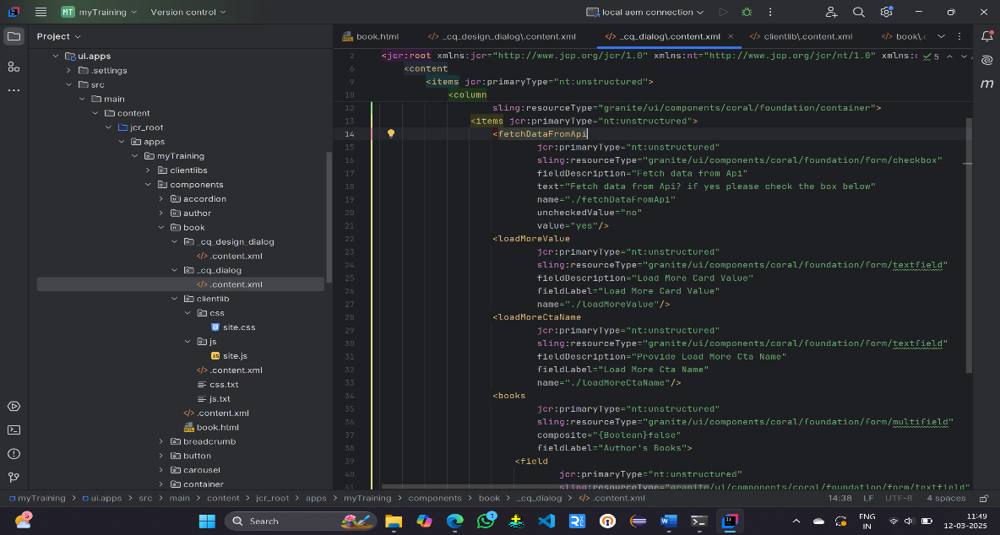 MT myTraining Version control local aem connection
Project
book.html _cq_design_dialog\.content.xml _cq_dialog\.content.xml clientlib\.content.xml book\.c
ui.apps
.settings
src
main
content
jcr_root
apps
myTraining
clientlibs
components
accordion
author
book
_cq_design_dialog
.content.xml
_cq_dialog
.content.xml
clientlib
css
site.css
js
JS site.js
.content.xml
css.txt
js.txt
.content.xml
book.html
breadcrumb
button
carousel
container
2 <jcr:root xmlns:jcr="http://www.jcp.org/jcr/1.0" xmlns:nt="http://www.jcp.org/jcr/nt/1.0" xmlns:c 5
8 <content
9 <items jcr:primaryType="nt:unstructured">
10 <column
12 sling:resourceType="granite/ui/components/coral/foundation/container">
13 <items jcr:primaryType="nt:unstructured">
14 <fetchDataFromApi
15 jcr:primaryType="nt:unstructured"
16 sling:resourceType="granite/ui/components/coral/foundation/form/checkbox"
17 fieldDescription="Fetch data from Api"
18 text="Fetch data from Api? if yes please check the box below"
19 name="./fetchDataFromApi"
20 uncheckedValue="no"
21 value="yes"/>
22 <loadMoreValue
23 jcr:primaryType="nt:unstructured"
24 sling:resourceType="granite/ui/components/coral/foundation/form/textfield"
25 fieldDescription="Load More Card Value"
26 fieldLabel="Load More Card Value"
27 name="./loadMoreValue"/>
28 <loadMoreCtaName
29 jcr:primaryType="nt:unstructured"
30 sling:resourceType="granite/ui/components/coral/foundation/form/textfield"
31 fieldDescription="Provide Load More Cta Name"
32 fieldLabel="Load More Cta Name"
33 name="./loadMoreCtaName"/>
34 <books
35 jcr:primaryType="nt:unstructured"
36 sling:resourceType="granite/ui/components/coral/foundation/form/multifield"
37 composite="{Boolean}false"
38 fieldLabel="Author's Books">
39 <field
40 jcr:primaryType="nt:unstructured"
41 sling:resourceType="granite/ui/components/coral/foundation/form/textfield"
myTraining ui.apps src main content jcr_root apps myTraining components book _cq_dialog .content.xml 14:38 LF UTF-8 4 spaces
5 Search 1 ENG IN 11:49
12-03-2025